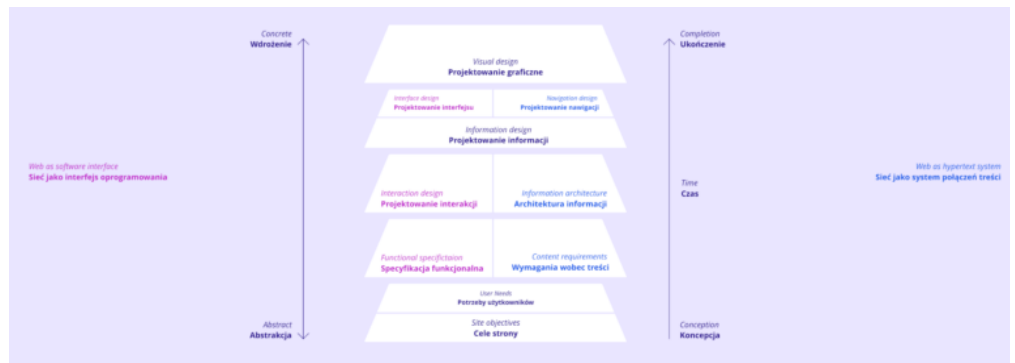 Concrete
Wdrożenie
Completion
Ukończenie
Visual design
Projektowanie graficzne
Interface design
Projektowanie interfejsu
Navigation design
Projektowanie nawigacji
Information design
Projektowanie informacji
Web as software interface
Sieć jako interfejs oprogramowania
Web as hypertext system
Sieć jako system połączeń treści
Interaction design
Projektowanie interakcji
Information architecture
Architektura informacji
Time
Czas
Functional specifictaion
Specyfikacja funkcjonalna
Content requirements
Wymagania wobec treści
User Needs
Potrzeby użytkowników
Site objectives
Cele strony
Abstract
Abstrakcja
Conception
Koncepcja